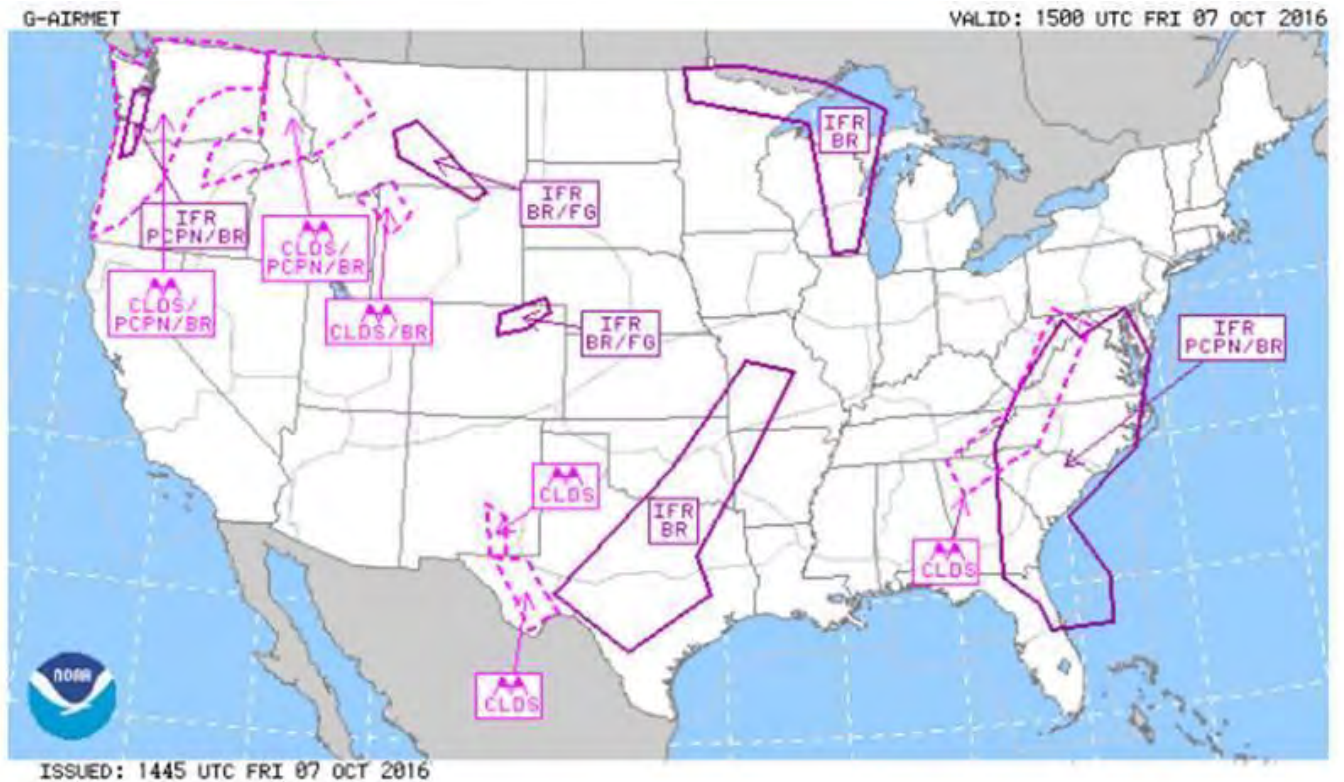 G-AIRMET
VALID: 1500 UTC FRI 07 OCT 2016
IFR
BR
IFR
BR/FG
IFR
PCPN/BR
CLDS/
PCPN/BR
CLDS/
PCPN/BR
CLDS/BR
IFR
BR/FG
IFR
PCPN/BR
CLDS
IFR
BR
CLDS
CLDS
NOAA
ISSUED: 1445 UTC FRI 07 OCT 2016